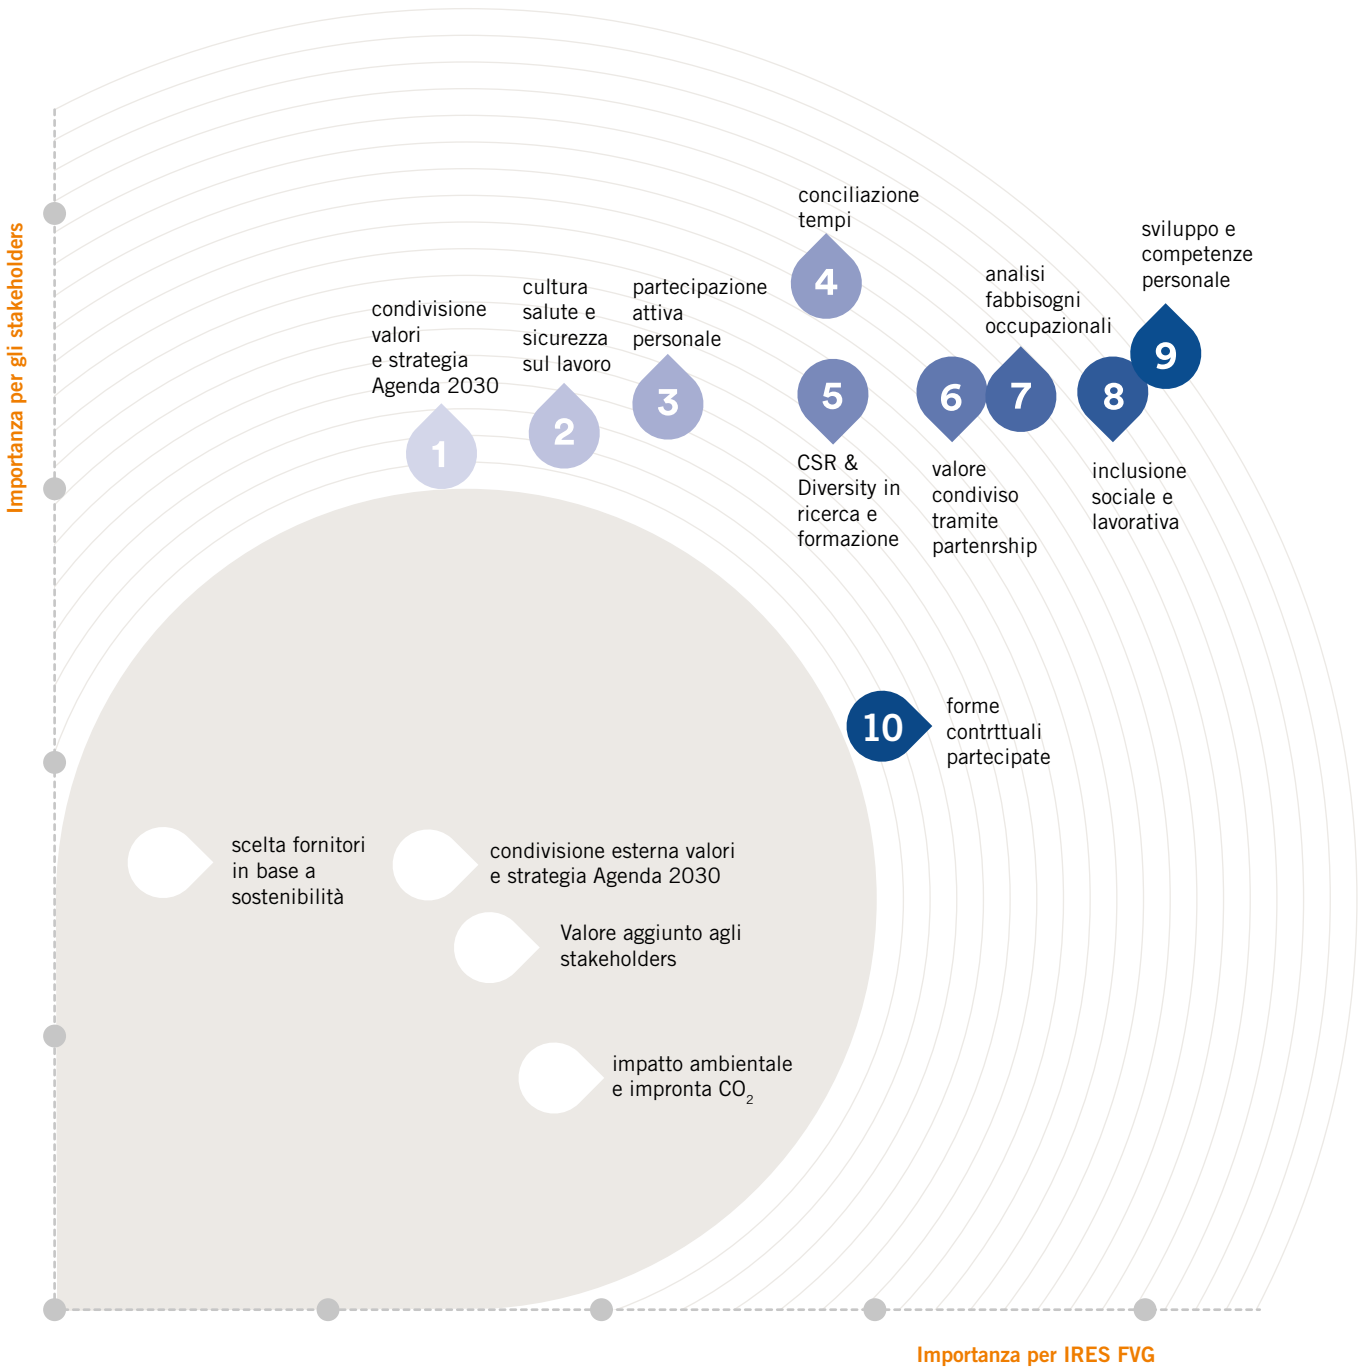 Importanza per gli stakeholders
condivisione
valori
e strategia
Agenda 2030
1
cultura
salute e
sicurezza
sul lavoro
2
partecipazione
attiva
personale
3
conciliazione
tempi
4
5
CSR &
Diversity in
ricerca e
formazione
6
valore
condiviso
tramite
partenrship
analisi
fabbisogni
occupazionali
7
8
inclusione
sociale e
lavorativa
sviluppo e
competenze
personale
9
10
forme
contrttuali
partecipate
scelta fornitori
in base a
sostenibilità
condivisione esterna valori
e strategia Agenda 2030
Valore aggiunto agli
stakeholders
impatto ambientale
e impronta CO₂
Importanza per IRES FVG